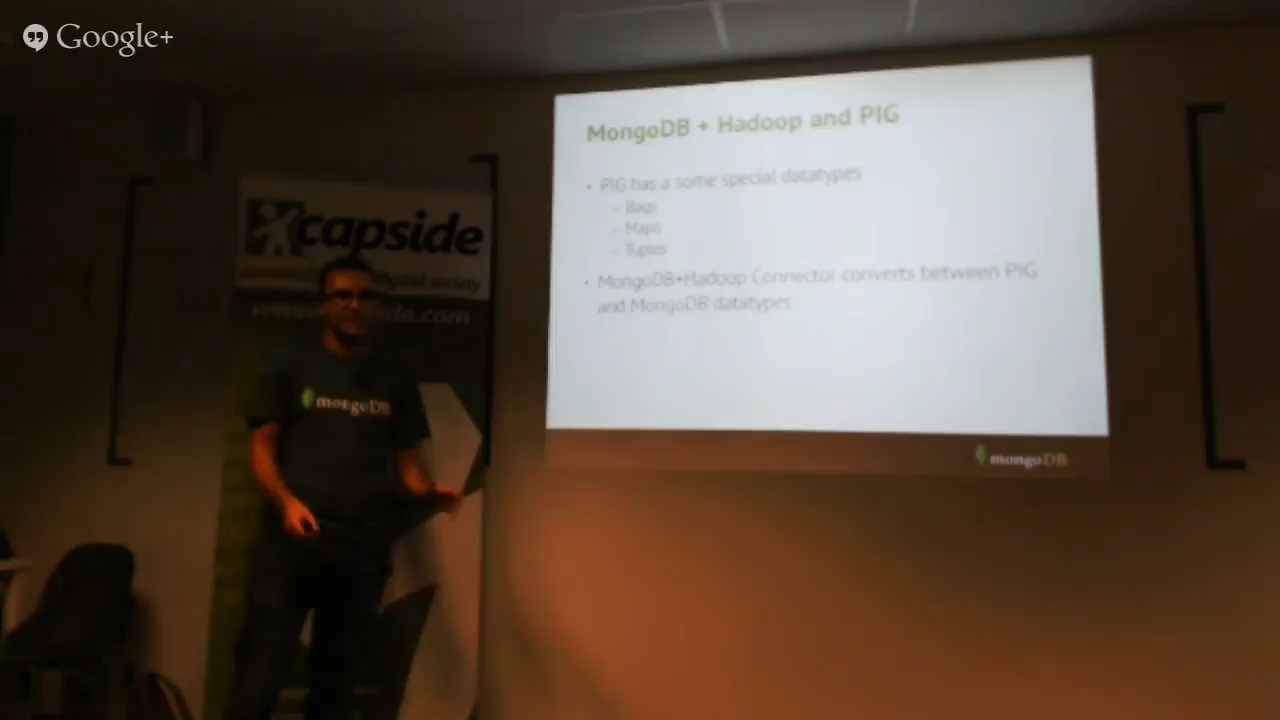 Google+
MongoDB + Hadoop and PIG
• PIG has a some special datatypes
– Bags
– Maps
– Tuples
• MongoDB+Hadoop Connector converts between PIG
and MongoDB datatypes
mongoDB
capside
society
mongoDB